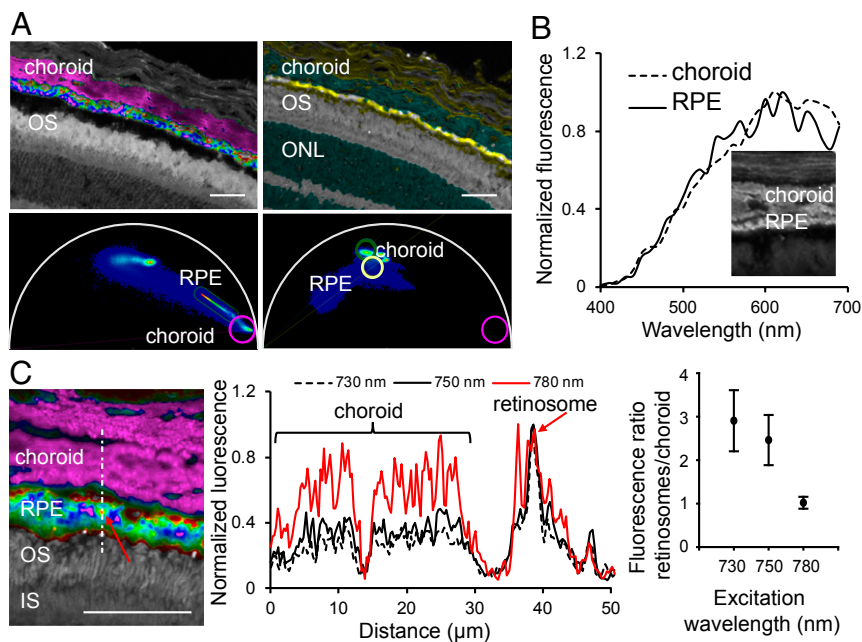 A
choroid
OS
choroid
OS
ONL
RPE
choroid
choroid
RPE
B
Normalized fluorescence
1.2
0.8
0.4
0
choroid
RPE
choroid
RPE
400 500 600 700
Wavelength (nm)
C
choroid
RPE
OS
IS
Normalized luorescence
1.2
0.8
0.4
0
730 nm 750 nm 780 nm
choroid
retinosome
0 10 20 30 40 50
Distance (µm)
Fluorescence ratio
retinosomes/choroid
4
3
2
1
0
730 750 780
Excitation
wavelength (nm)